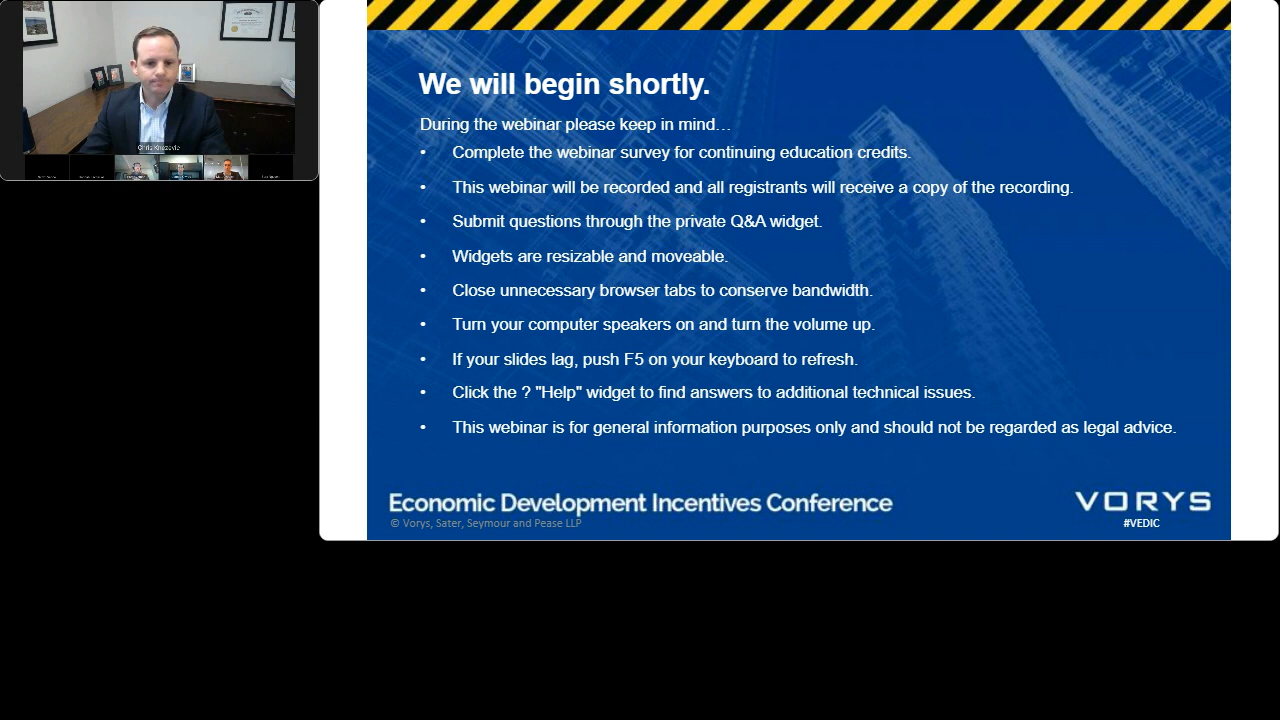 We will begin shortly.
During the webinar please keep in mind…
• Complete the webinar survey for continuing education credits.
• This webinar will be recorded and all registrants will receive a copy of the recording.
• Submit questions through the private Q&A widget.
• Widgets are resizable and moveable.
• Close unnecessary browser tabs to conserve bandwidth.
• Turn your computer speakers on and turn the volume up.
• If your slides lag, push F5 on your keyboard to refresh.
• Click the ? "Help" widget to find answers to additional technical issues.
• This webinar is for general information purposes only and should not be regarded as legal advice.
Economic Development Incentives Conference
© Vorys, Sater, Seymour and Pease LLP
VORYS
#VEDIC
Chris Knezevic